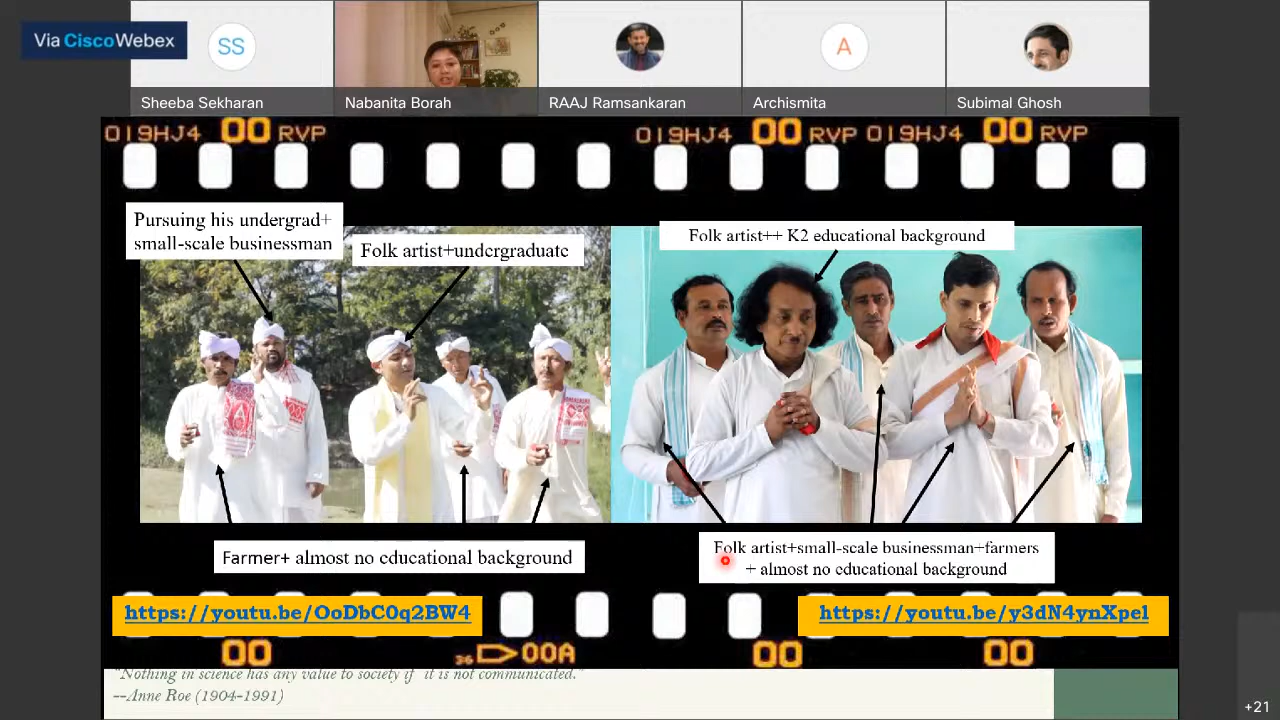 Via Cisco Webex
SS
A
Sheeba Sekharan
Nabanita Borah
RAAJ Ramsankaran
Archismita
Subimal Ghosh
019HJ4 00 RVP
019HJ4 00 RVP
019HJ4 00 RVP
Pursuing his undergrad+
small-scale businessman
Folk artist+undergraduate
Folk artist++ K2 educational background
Farmer+ almost no educational background
Folk artist+small-scale businessman+farmers
+ almost no educational background
https://youtu.be/OoDbC0q2BW4
https://youtu.be/y3dN4ynXpeI
00
36 00A
00
00
"Nothing in science has any value to society if it is not communicated."
--Anne Roe (1904-1991)
+21